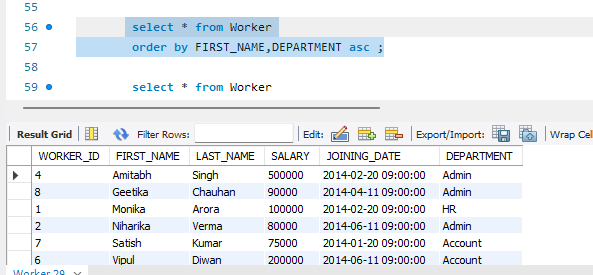 55
56 select * from Worker
57 order by FIRST_NAME,DEPARTMENT asc ;
58
59 select * from Worker
Result Grid Filter Rows: Edit: Export/Import: Wrap Cel
WORKER_ID FIRST_NAME LAST_NAME SALARY JOINING_DATE DEPARTMENT
4 Amitabh Singh 500000 2014-02-20 09:00:00 Admin
8 Geetika Chauhan 90000 2014-04-11 09:00:00 Admin
1 Monika Arora 100000 2014-02-20 09:00:00 HR
2 Niharika Verma 80000 2014-06-11 09:00:00 Admin
7 Satish Kumar 75000 2014-01-20 09:00:00 Account
6 Vipul Diwan 200000 2014-06-11 09:00:00 Account
Worker 29